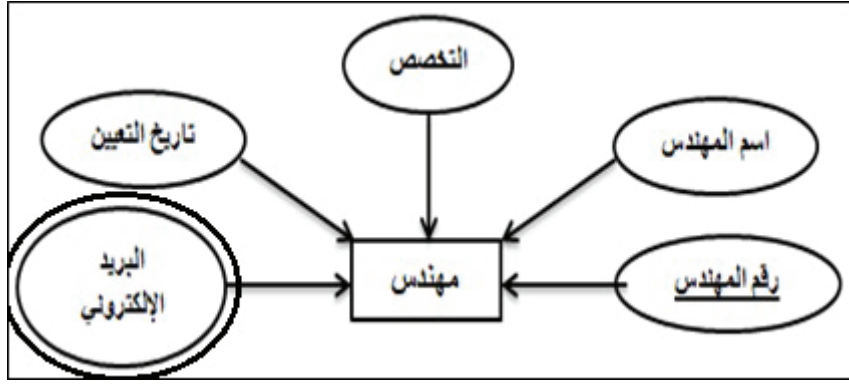 التخصص
اسم المهندس
تاريخ التعيين
رقم المهندس
مهندس
البريد
الإلكتروني